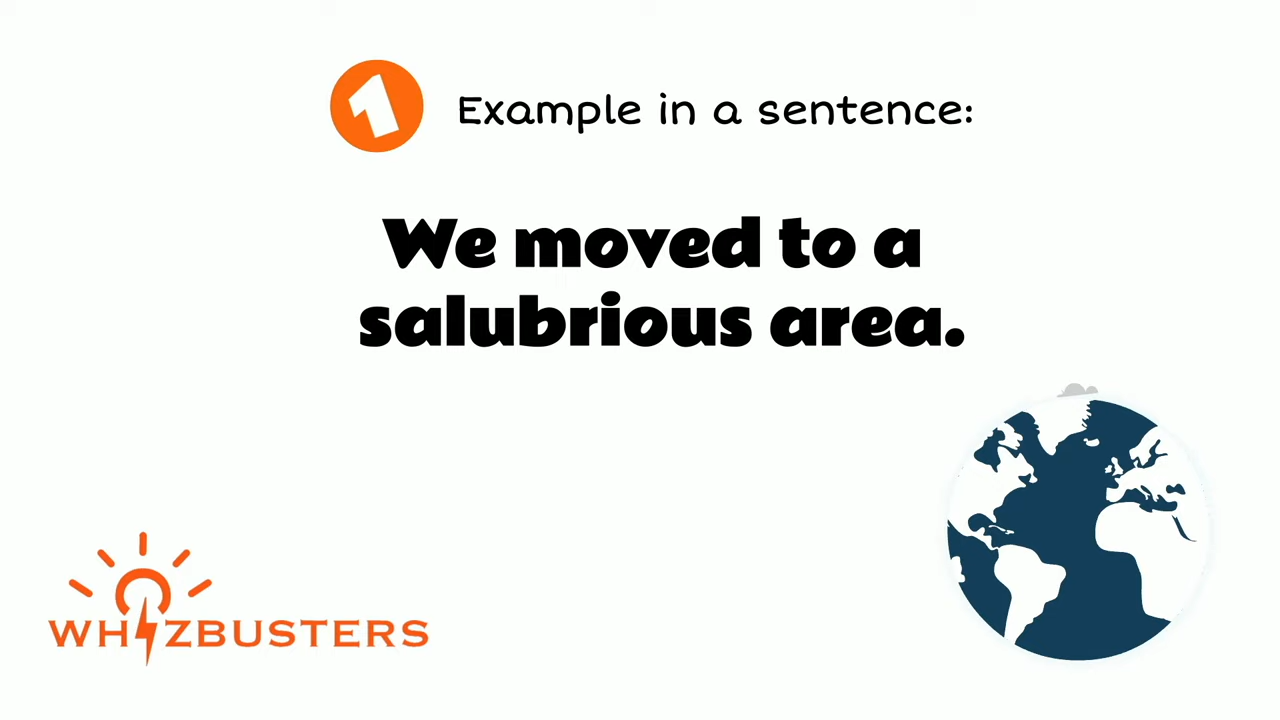 1 Example in a sentence:
We moved to a
salubrious area.
WHIZBUSTERS